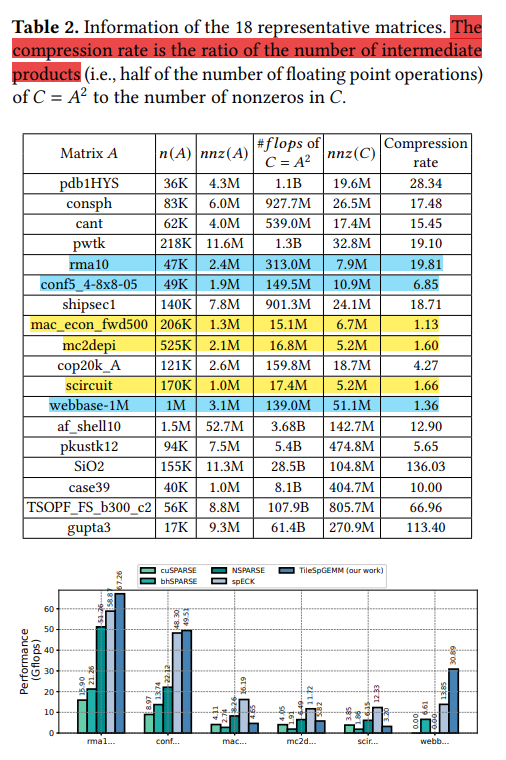 Table 2. Information of the 18 representative matrices. The
compression rate is the ratio of the number of intermediate
products (i.e., half of the number of floating point operations)
of C = A² to the number of nonzeros in C.
Matrix A n(A) nnz(A) #flops of C = A² nnz(C) Compression rate
pdb1HYS 36K 4.3M 1.1B 19.6M 28.34
consph 83K 6.0M 927.7M 26.5M 17.48
cant 62K 4.0M 539.0M 17.4M 15.45
pwtk 218K 11.6M 1.3B 32.8M 19.10
rma10 47K 2.4M 313.0M 7.9M 19.81
conf5_4-8x8-05 49K 1.9M 149.5M 10.9M 6.85
shipsec1 140K 7.8M 901.3M 24.1M 18.71
mac_econ_fwd500 206K 1.3M 15.1M 6.7M 1.13
mc2depi 525K 2.1M 16.8M 5.2M 1.60
cop20k_A 121K 2.6M 159.8M 18.7M 4.27
scircuit 170K 1.0M 17.4M 5.2M 1.66
webbase-1M 1M 3.1M 139.0M 51.1M 1.36
af_shell10 1.5M 52.7M 3.68B 142.7M 12.90
pkustk12 94K 7.5M 5.4B 474.8M 5.65
SiO2 155K 11.3M 28.5B 104.8M 136.03
case39 40K 1.0M 8.1B 404.7M 10.00
TSOPF_FS_b300_c2 56K 8.8M 107.9B 805.7M 66.96
gupta3 17K 9.3M 61.4B 270.9M 113.40
cuSPARSE NSPARSE TileSpGEMM (our work)
bhSPARSE spECK
Performance
(Gflops)
60
50
40
30
20
10
0
15.90 21.26 51.26 58.87 67.26
8.97 13.74 22.12 48.30 49.51
4.11 8.26 16.19 4.65
4.05 1.91 6.49 11.72 5.82
3.85 1.86 6.15 12.33 3.20
0.00 6.61 0.00 13.85 30.89
rma1... conf... mac... mc2d... scir... webb...